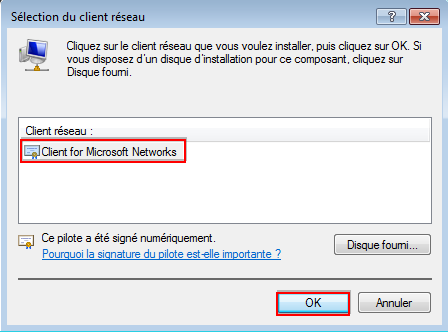 Sélection du client réseau
Cliquez sur le client réseau que vous voulez installer, puis cliquez sur OK. Si
vous disposez d'un disque d'installation pour ce composant, cliquez sur
Disque fourni.
Client réseau :
Client for Microsoft Networks
Ce pilote a été signé numériquement.
Pourquoi la signature du pilote est-elle importante ?
Disque fourni...
OK
Annuler